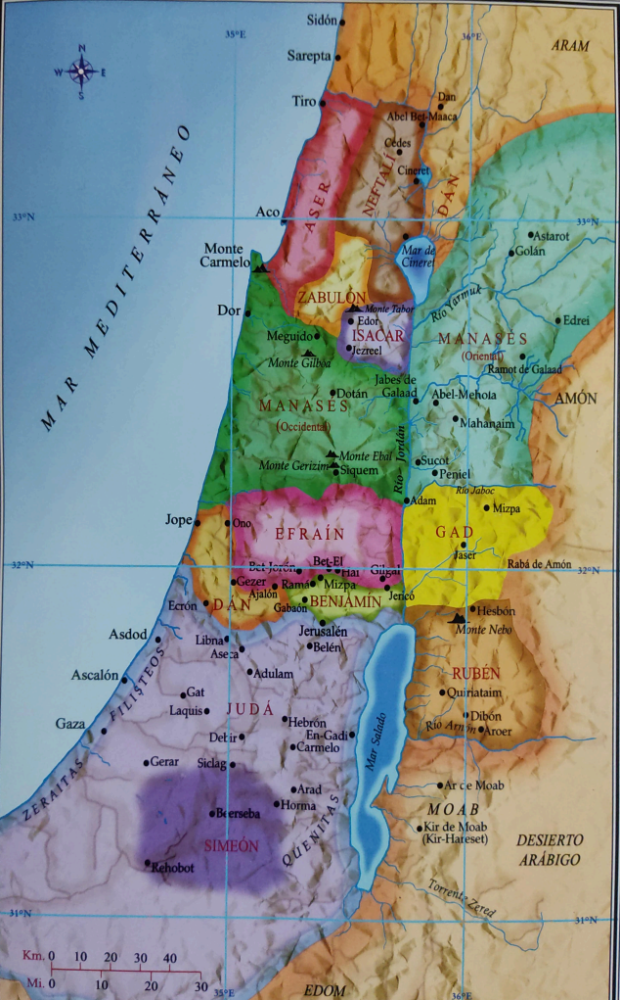 Sidón
35°E
36°E
ARAM
N
W
E
S
Sarepta
Tiro
Dan
Abel Bet-Maaca
Cedes
Cineret
NEFTALÍ
ASER
DÁN
MAR MEDITERRÁNEO
33°N
33°N
Aco
Astarot
Golán
Monte
Carmelo
Mar de
Cineret
Río Yarmuk
ZABULÓN
Monte Tabor
Dor
Edor
Edrei
Meguido
ISACAR
MANASÉS
(Oriental)
Jezreel
Monte Gilboa
Ramot de Galaad
Jabes de
Galaad
Dotán
Abel-Mehola
AMÓN
MANASÉS
(Occidental)
Mahanaim
Río Jordán
Monte Ebal
Monte Gerizim
Siquem
Sucot
Peniel
Río Jaboc
Adam
Mizpa
Jope
Ono
EFRAÍN
GAD
Jaser
32°N
32°N
Rabá de Amón
Bet-Jorón
Bet-El
Hai
Gilgal
Gezer
Ramá
Mizpa
Ajalón
Jericó
Ecrón
DÁN
Gabaón
BENJAMÍN
Hesbón
Monte Nebo
Jerusalén
Asdod
Libna
Belén
Aseca
RUBÉN
Ascalón
FILISTEOS
Adulam
Gat
Quiriataim
Laquis
JUDÁ
Gaza
Hebrón
Dibón
Río Arnón
Aroer
Debir
En-Gadi
Carmelo
Mar Salado
Gerar
Siclag
ZERAITAS
Arad
Ar de Moab
Horma
MOAB
Beerseba
QUENITAS
Kir de Moab
(Kir-Hareset)
DESIERTO
ARÁBIGO
SIMEÓN
Rehobot
Torrente Zered
31°N
31°N
Km. 0 10 20 30 40
Mi. 0 10 20 30
35°E
EDOM
36°E